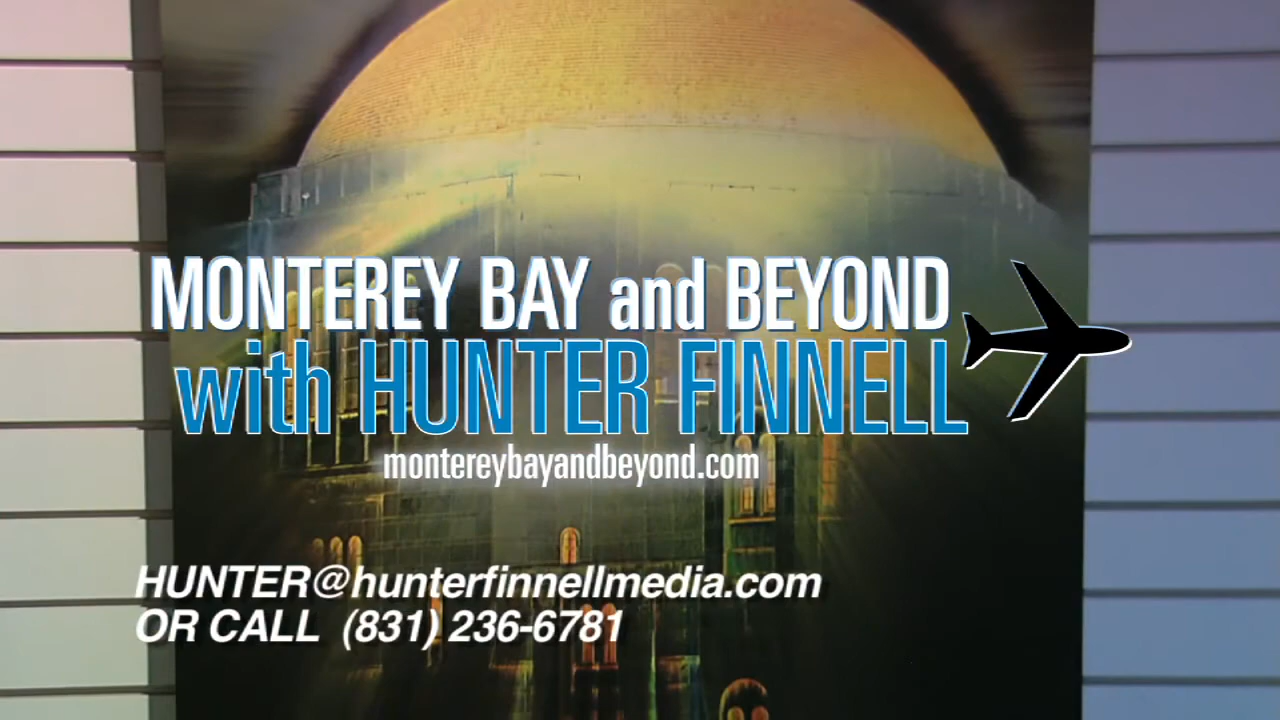 MONTEREY BAY and BEYOND
with HUNTER FINNELL
montereybayandbeyond.com
HUNTER@hunterfinnellmedia.com
OR CALL (831) 236-6781